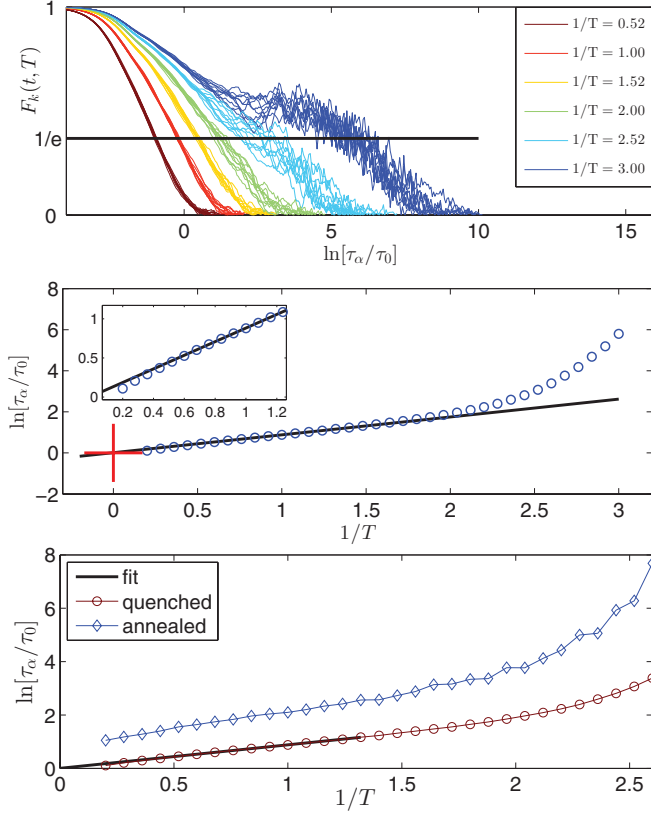 F_k(t, T)
1/e
0
0
5
10
15
ln[τ_α/τ_0]
1/T = 0.52
1/T = 1.00
1/T = 1.52
1/T = 2.00
1/T = 2.52
1/T = 3.00
ln[τ_α/τ_0]
8
6
4
2
0
−2
1
0.5
0
0.2 0.4 0.6 0.8 1.0 1.2
0 0.5 1 1.5 2 2.5 3
1/T
ln[τ_α/τ_0]
8
6
4
2
0
fit
quenched
annealed
0 0.5 1.0 1.5 2 2.5
1/T